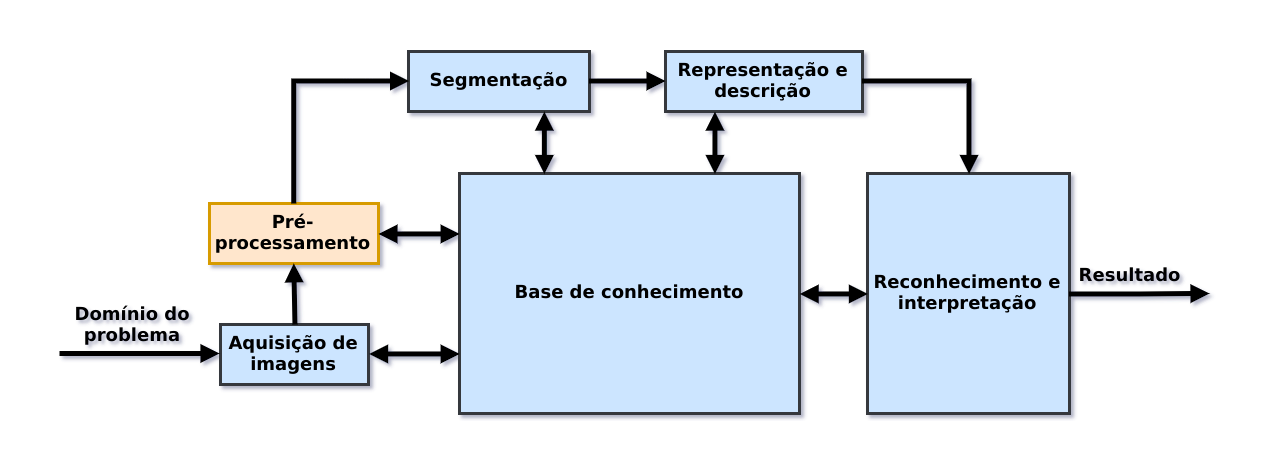 Segmentação
Representação e
descrição
Pré-
processamento
Base de conhecimento
Reconhecimento e
interpretação
Resultado
Domínio do
problema
Aquisição de
imagens